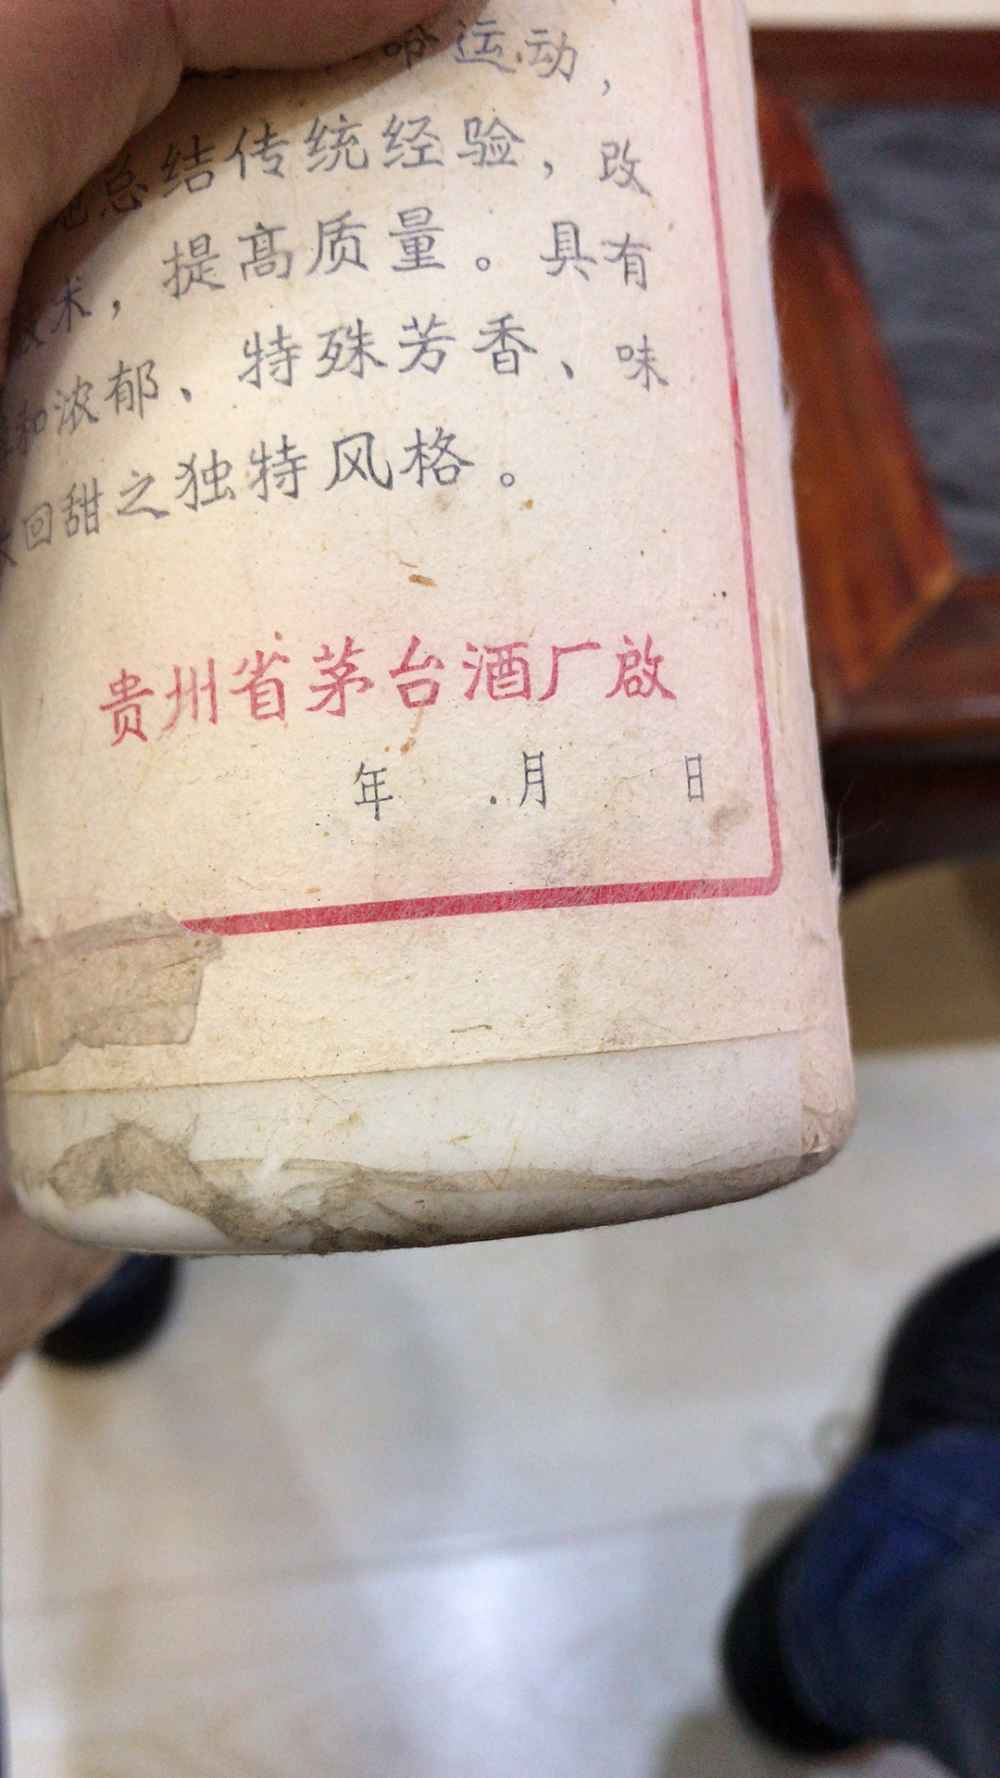 命运动，
总结传统经验，改
术，提高质量。具有
和浓郁、特殊芳香、味
回甜之独特风格。
贵州省茅台酒厂啟
年 月 日